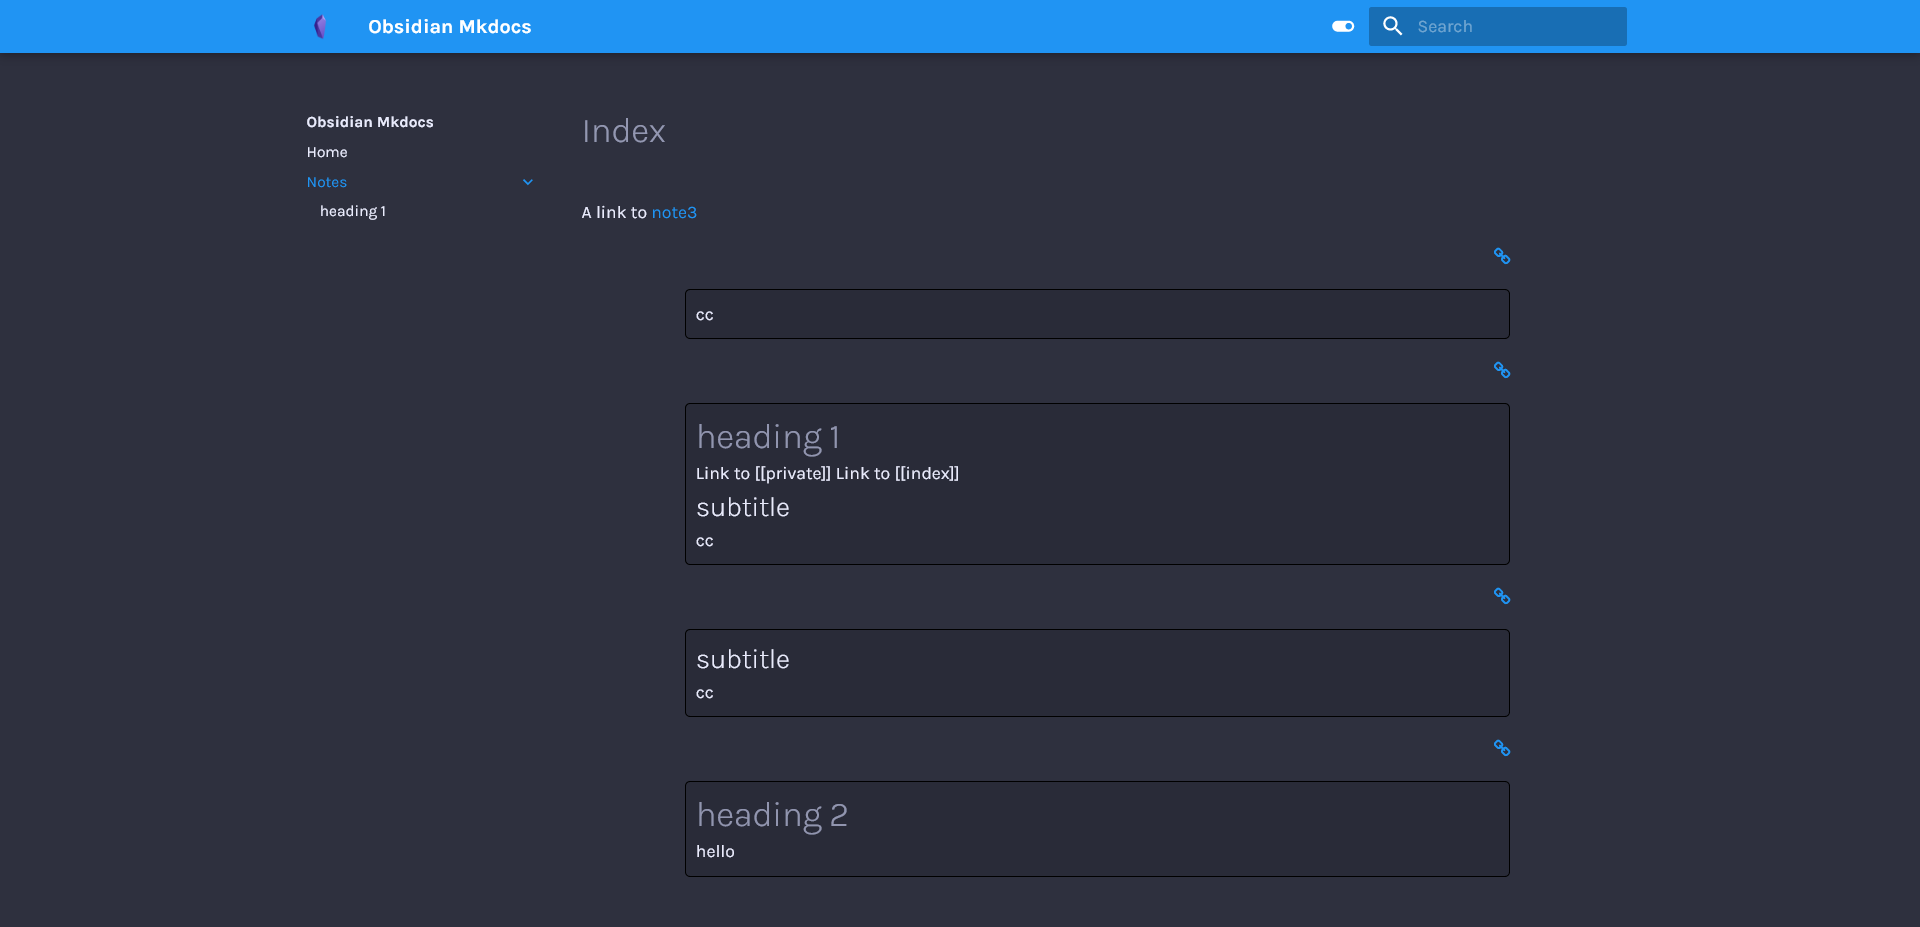 Obsidian Mkdocs
Search
Obsidian Mkdocs
Home
Notes
heading 1
Index
A link to note3
cc
heading 1
Link to [[private]] Link to [[index]]
subtitle
cc
subtitle
cc
heading 2
hello